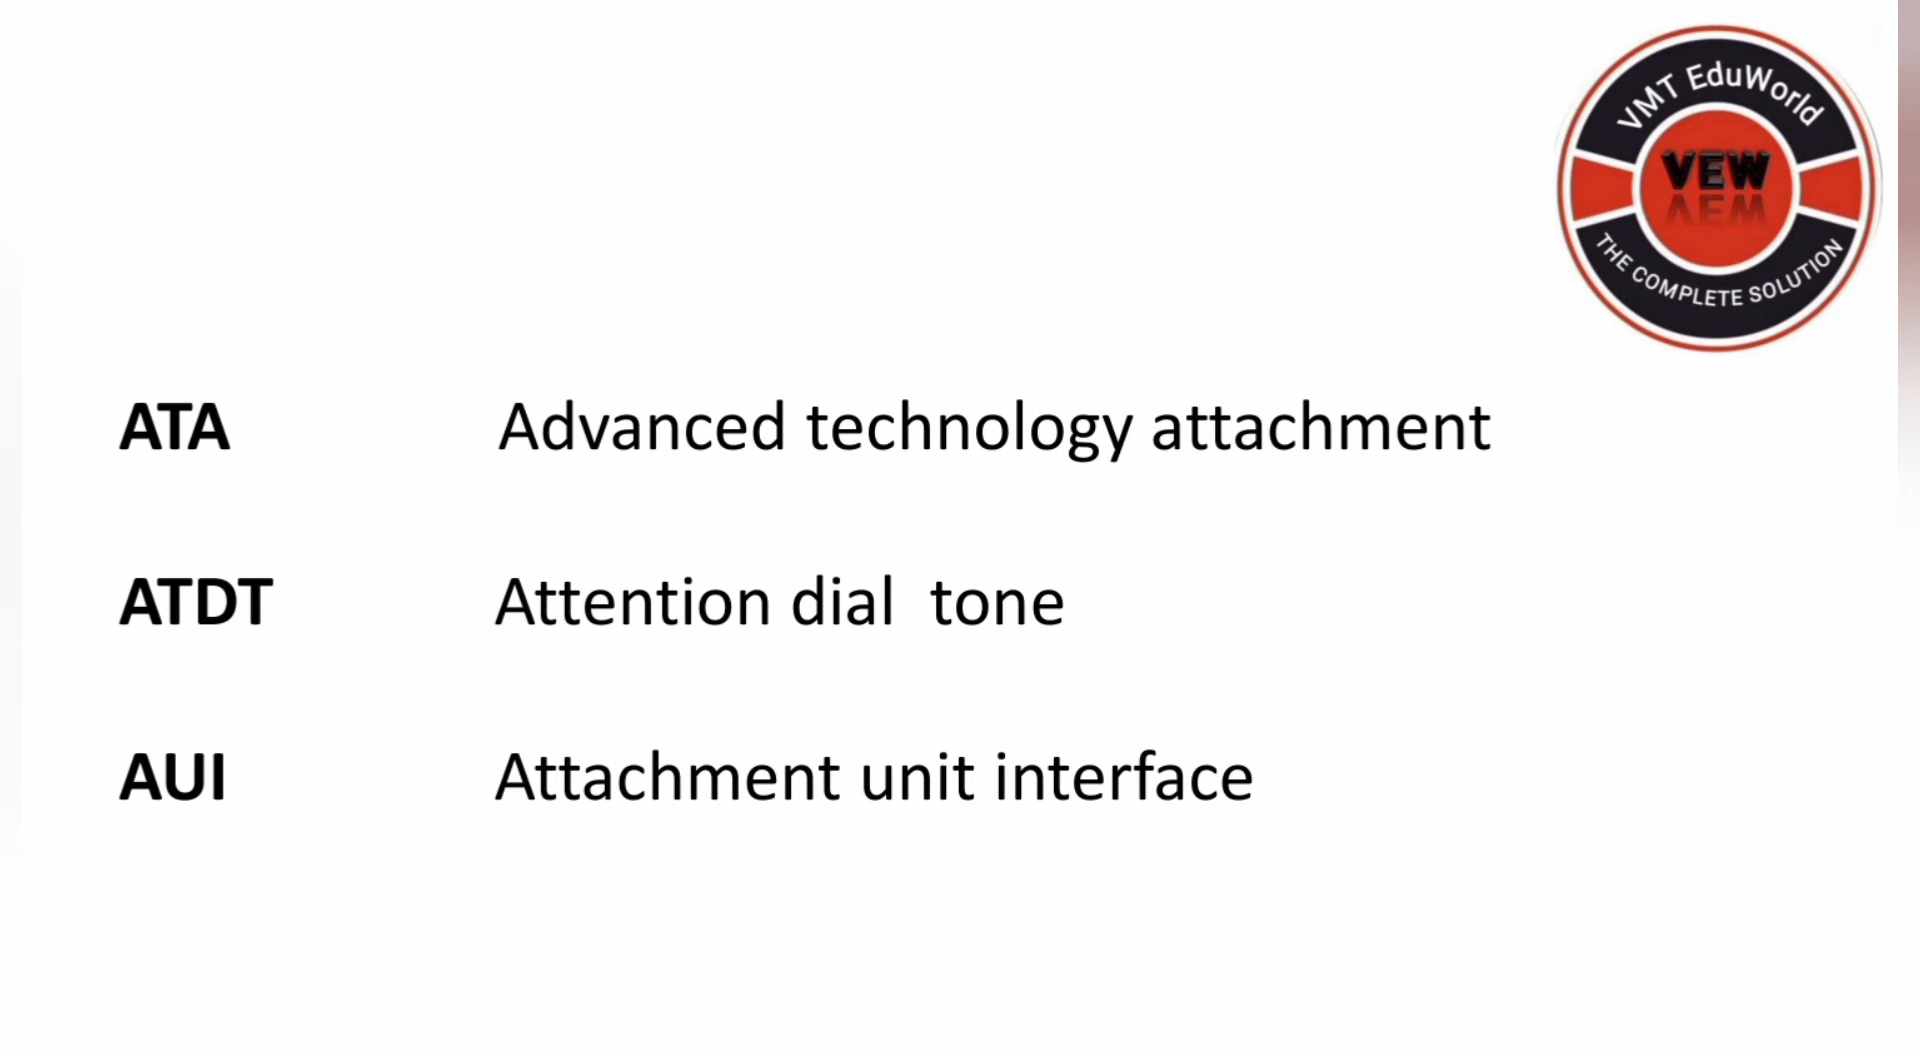 VMT EduWorld
VEW
THE COMPLETE SOLUTION
ATA Advanced technology attachment
ATDT Attention dial  tone
AUI Attachment unit interface